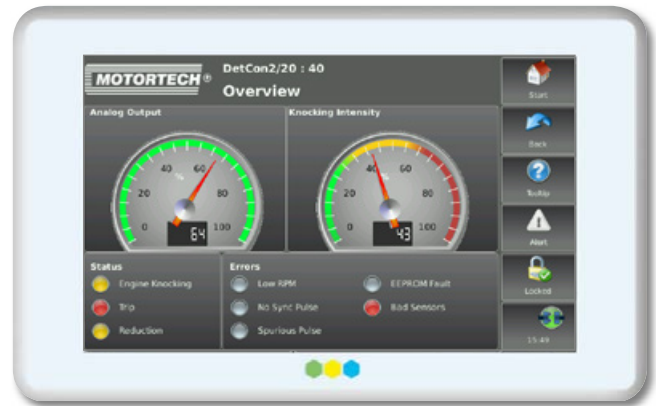 MOTORTECH®
DetCon2/20 : 40
Overview
Analog Output
0 20 40 60 80 100
%
64
Knocking Intensity
0 20 40 60 80 100
%
43
Status
Engine Knocking
Trip
Reduction
Errors
Low RPM
No Sync Pulse
Spurious Pulse
EEPROM Fault
Bad Sensors
Start
Back
Tooltip
Alert
Locked
15:49